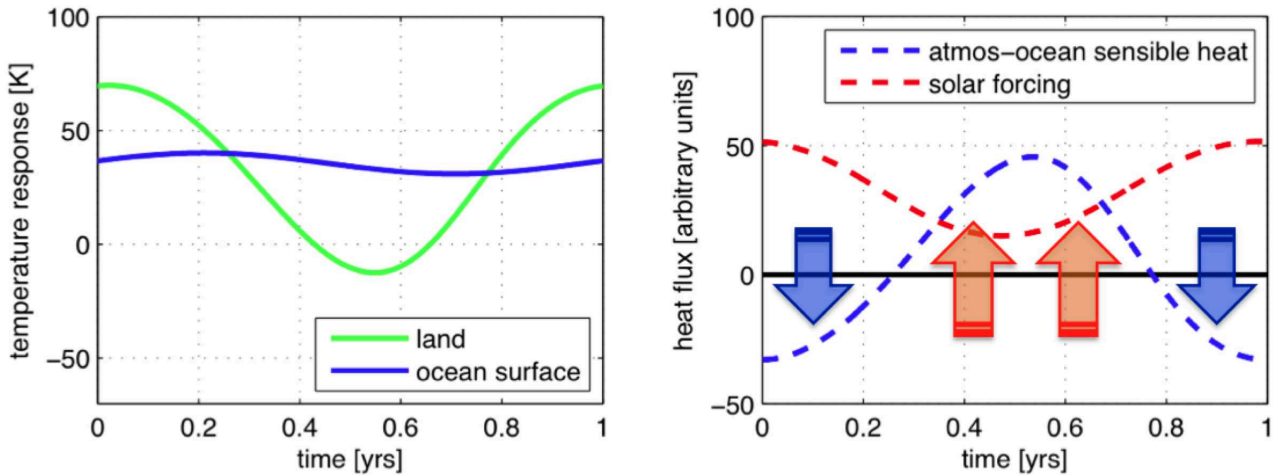 temperature response [K]
100
50
0
−50
land
ocean surface
0
0.2
0.4
0.6
0.8
1
time [yrs]
heat flux [arbitrary units]
100
50
0
−50
atmos−ocean sensible heat
solar forcing
0
0.2
0.4
0.6
0.8
1
time [yrs]